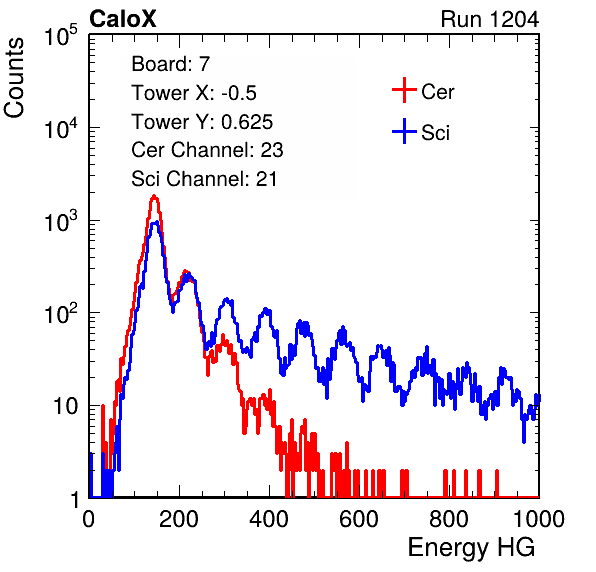 CaloX Run 1204
Board: 7
Tower X: -0.5
Tower Y: 0.625
Cer Channel: 23
Sci Channel: 21
Cer
Sci
Counts
10^5
10^4
10^3
10^2
10
1
0 200 400 600 800 1000
Energy HG